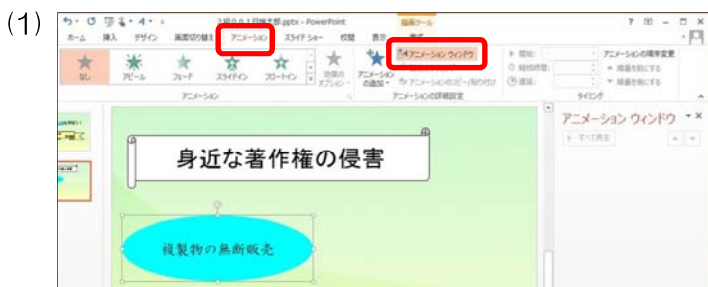 (1)
2級0 0 1日検太郎.pptx - PowerPoint
描画ツール
ホーム 挿入 デザイン 画面切り替え アニメーション スライド ショー 校閲 表示 書式
なし アピール フェード スライドイン フロートイン
効果のオプション
アニメーションの追加
アニメーション ウィンドウ
アニメーションのコピー/貼り付け
開始:
継続時間:
遅延:
アニメーションの順序変更
順番を前にする
順番を後にする
アニメーション
アニメーションの詳細設定
タイミング
アニメーション ウィンドウ
すべて再生
身近な著作権の侵害
複製物の無断販売